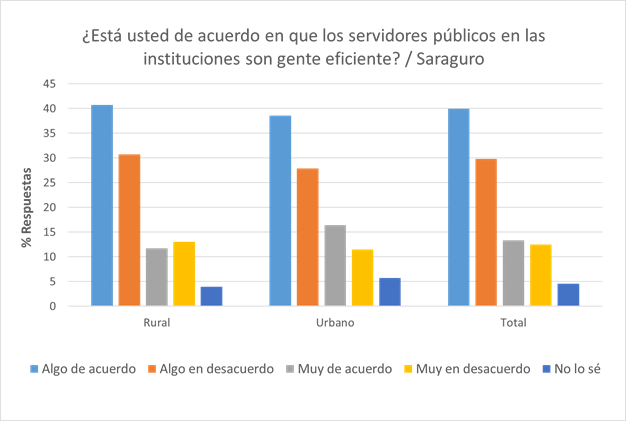 ¿Está usted de acuerdo en que los servidores públicos en las
instituciones son gente eficiente? / Saraguro
% Respuestas
45
40
35
30
25
20
15
10
5
0
Rural Urbano Total
Algo de acuerdo Algo en desacuerdo Muy de acuerdo Muy en desacuerdo No lo sé